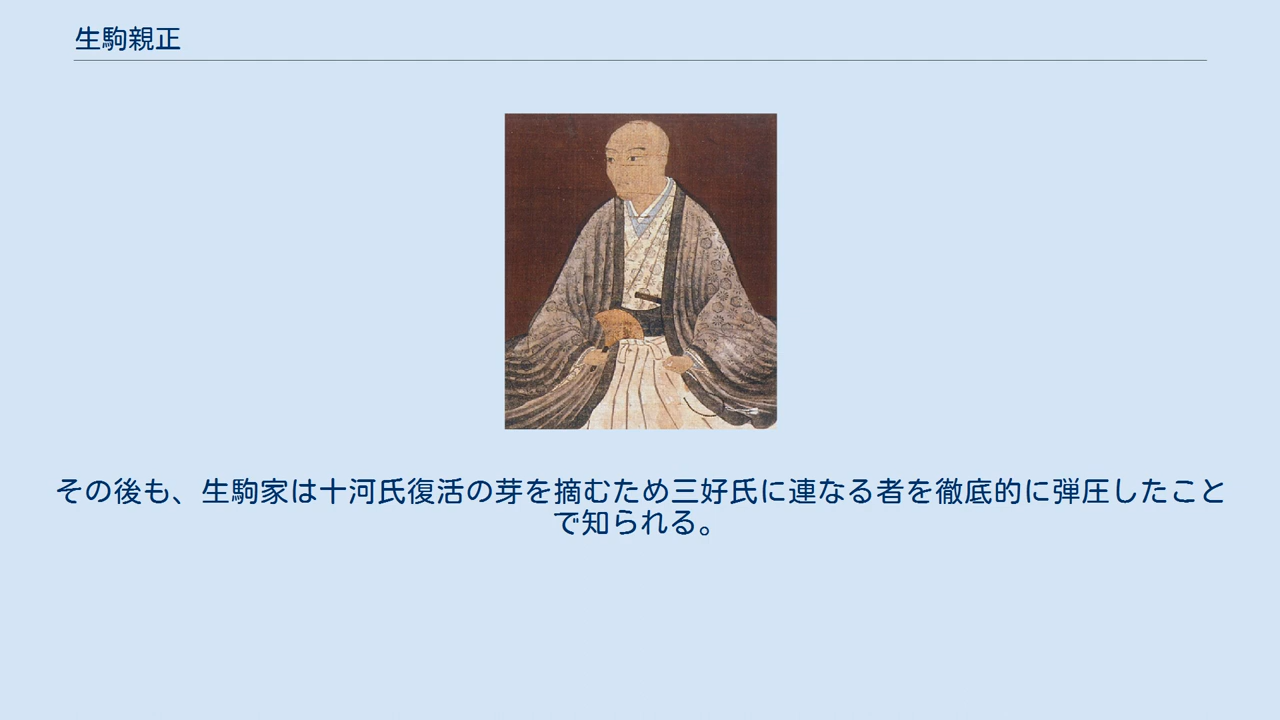 生駒親正
その後も、生駒家は十河氏復活の芽を摘むため三好氏に連なる者を徹底的に弾圧したこと
で知られる。